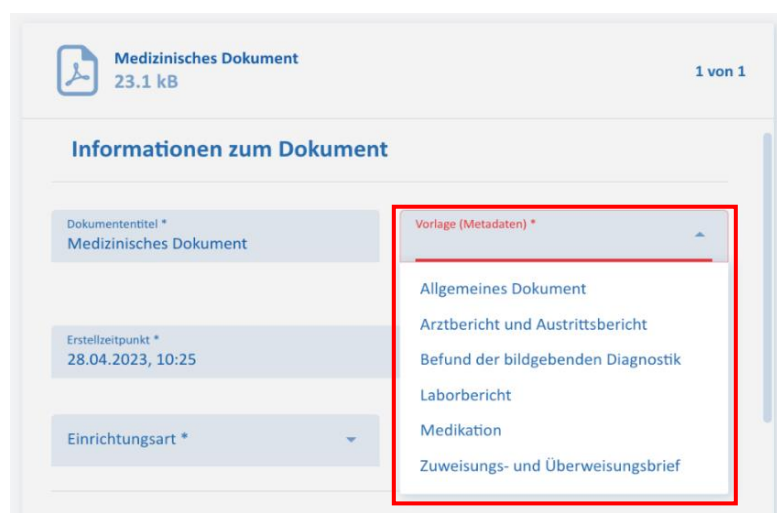 Medizinisches Dokument
23.1 kB
1 von 1
Informationen zum Dokument
Dokumententitel *
Medizinisches Dokument
Vorlage (Metadaten) *
Allgemeines Dokument
Arztbericht und Austrittsbericht
Befund der bildgebenden Diagnostik
Laborbericht
Medikation
Zuweisungs- und Überweisungsbrief
Erstellzeitpunkt *
28.04.2023, 10:25
Einrichtungsart *